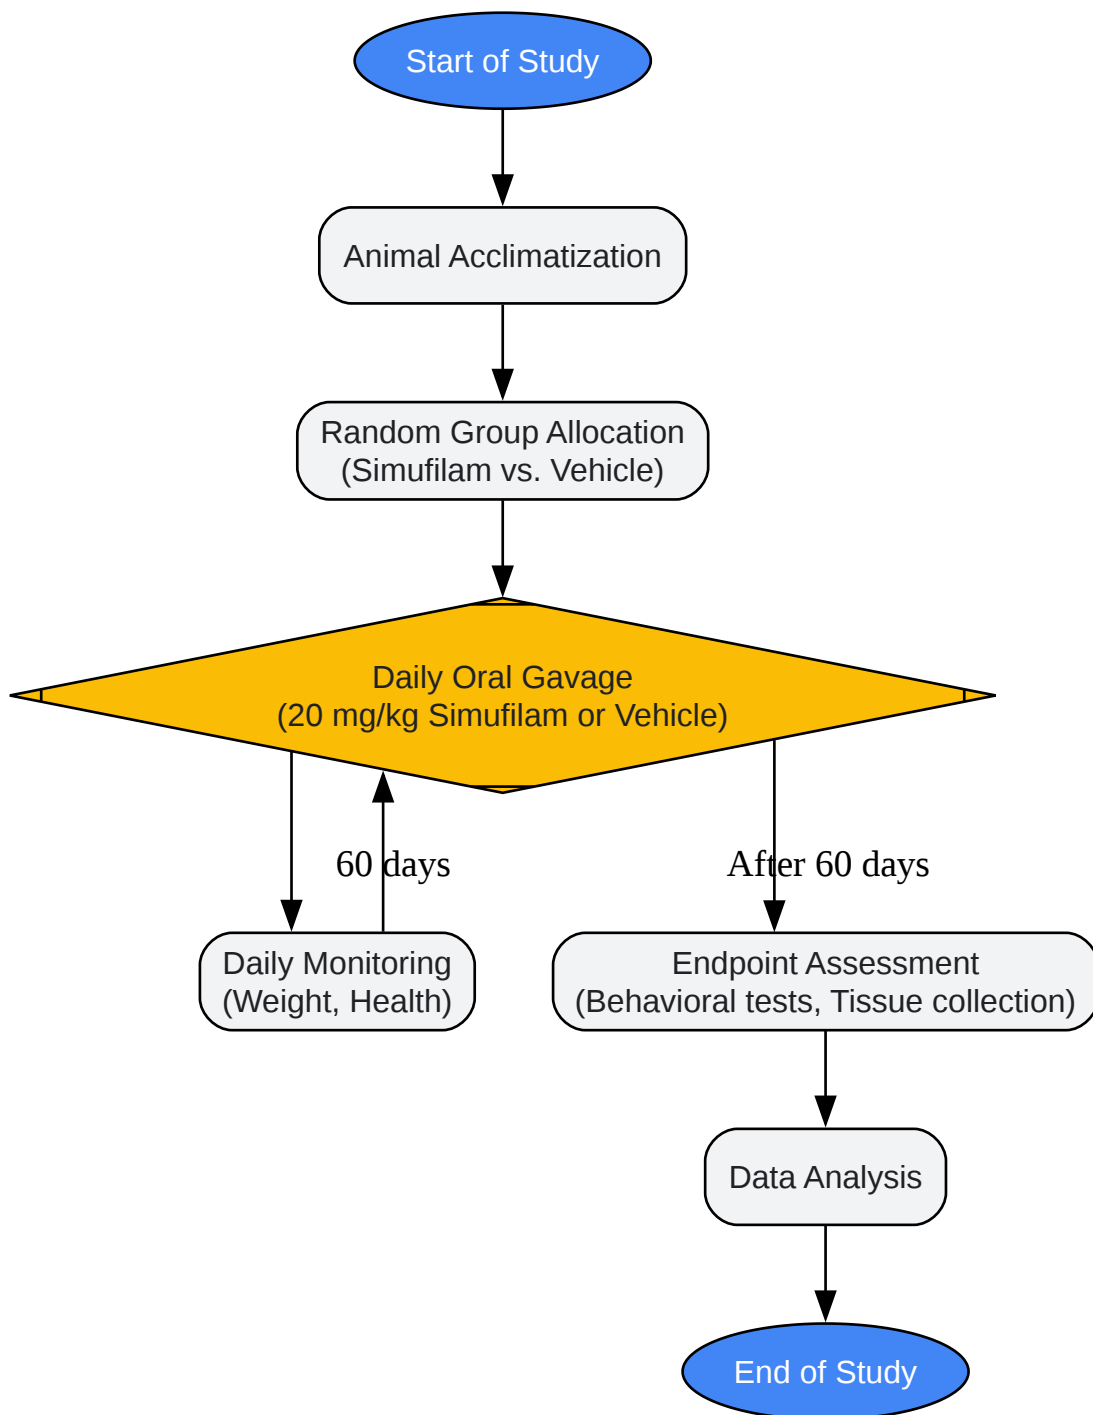 Start of Study
Animal Acclimatization
Random Group Allocation
(Simufilam vs. Vehicle)
Daily Oral Gavage
(20 mg/kg Simufilam or Vehicle)
60 days
After 60 days
Daily Monitoring
(Weight, Health)
Endpoint Assessment
(Behavioral tests, Tissue collection)
Data Analysis
End of Study